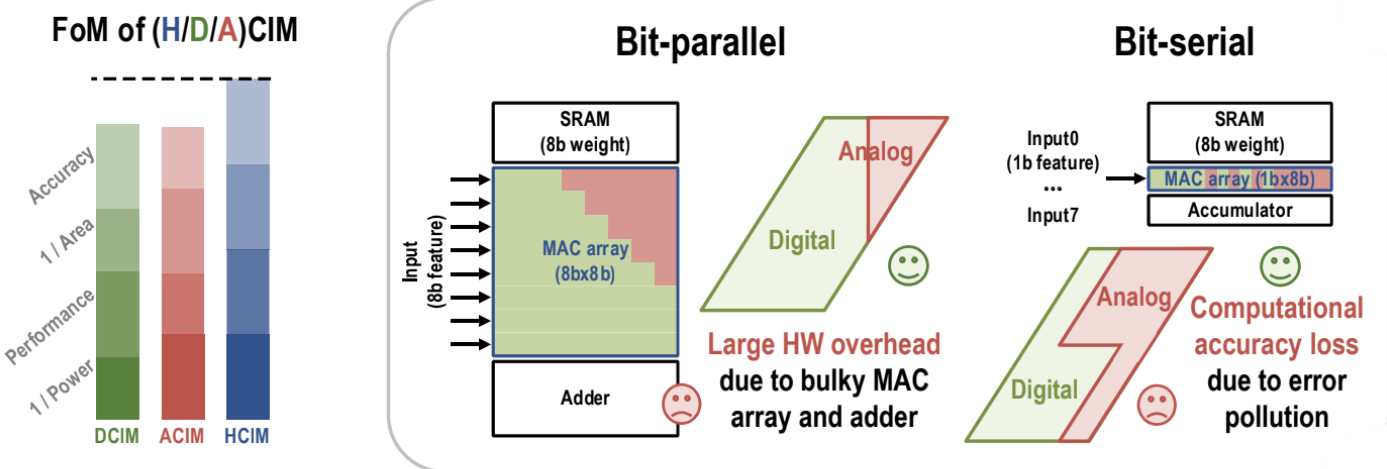 FoM of (H/D/A)CIM
Accuracy
1 / Area
Performance
1 / Power
DCIM
ACIM
HCIM
Bit-parallel
SRAM
(8b weight)
Input
(8b feature)
MAC array
(8bx8b)
Adder
Analog
Digital
Large HW overhead
due to bulky MAC
array and adder
Bit-serial
Input0
(1b feature)
...
Input7
SRAM
(8b weight)
MAC array (1bx8b)
Accumulator
Analog
Digital
Computational
accuracy loss
due to error
pollution